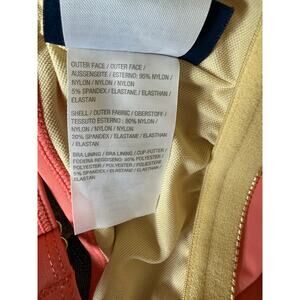 OUTER FACE / OUTER FACE /
AUSSENSEITE / ESTERNO: 95% NYLON
/ NYLON / NYLON / NYLON
5% SPANDEX / ELASTANE / ELASTHAN /
ELASTAN
SHELL / OUTER FABRIC / OBERSTOFF /
TESSUTO ESTERNO : 80% NYLON /
NYLON / NYLON / NYLON
20% SPANDEX / ELASTANE / ELASTHAN
/ ELASTAN
BRA LINING / BRA LINING / CUP-FUTTER /
FODERA REGGISENO: 95% POLYESTER
/ POLYESTER / POLYESTER / POLIESTERE
5% SPANDEX / ELASTANE / ELASTHAN /
ELASTAN